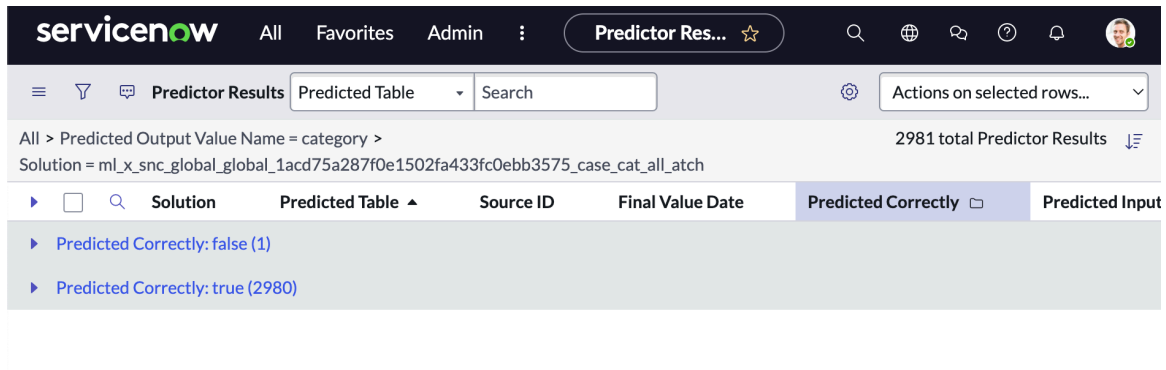 servicenow All Favorites Admin Predictor Res...
Predictor Results Predicted Table Search Actions on selected rows...
All > Predicted Output Value Name = category > 2981 total Predictor Results
Solution = ml_x_snc_global_global_1acd75a287f0e1502fa433fc0ebb3575_case_cat_all_atch
Solution Predicted Table Source ID Final Value Date Predicted Correctly Predicted Input
Predicted Correctly: false (1)
Predicted Correctly: true (2980)